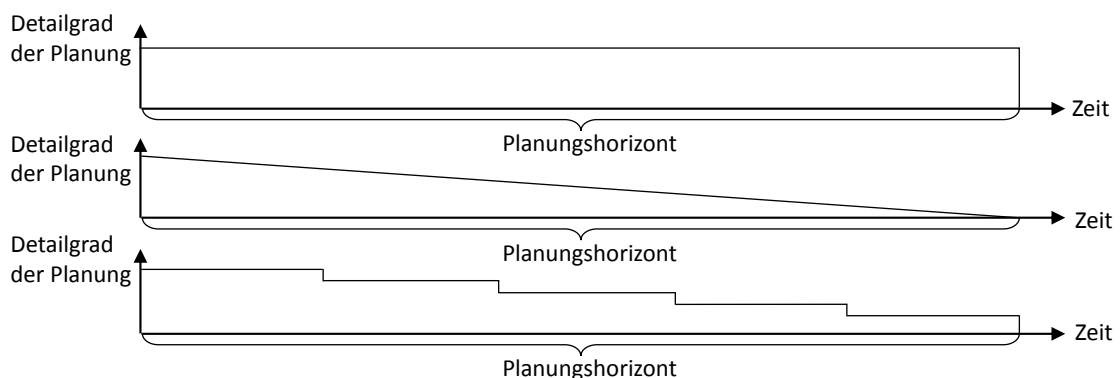 Detailgrad
der Planung
Zeit
Planungshorizont
Detailgrad
der Planung
Zeit
Planungshorizont
Detailgrad
der Planung
Zeit
Planungshorizont